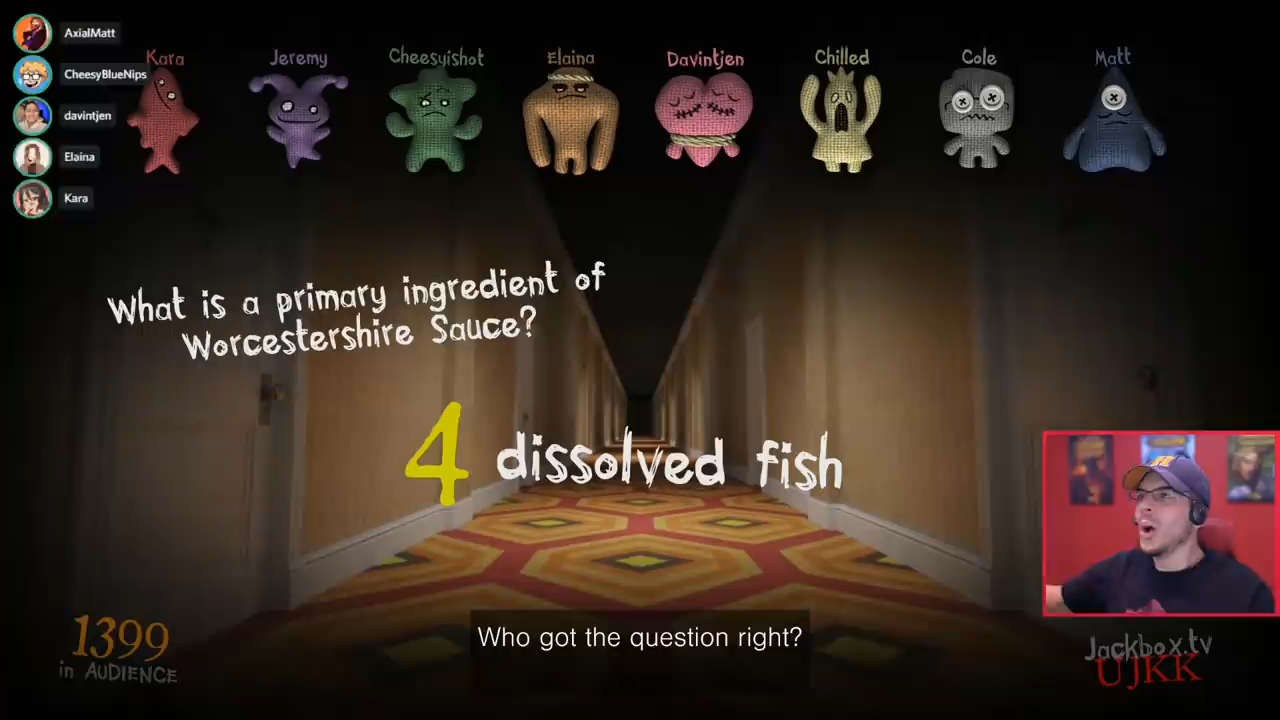 AxialMatt
CheesyBlueNips
davintjen
Elaina
Kara
Kara
Jeremy
Cheesyishot
Elaina
Davintjen
Chilled
Cole
Matt
What is a primary ingredient of
Worcestershire Sauce?
4 dissolved fish
Who got the question right?
1399
in AUDIENCE
Jackbox.tv
UJKK